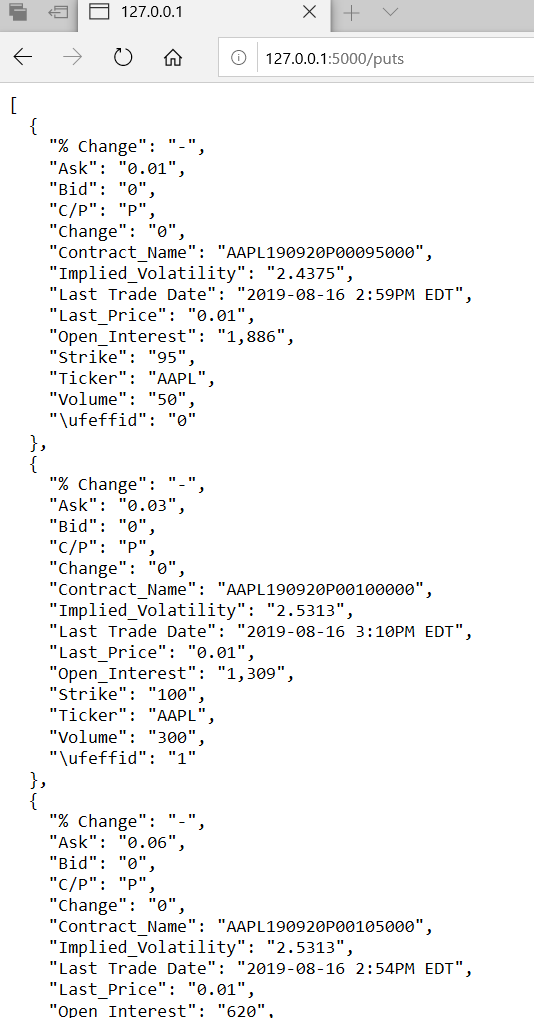 127.0.0.1
127.0.0.1:5000/puts
[
  {
    "% Change": "-",
    "Ask": "0.01",
    "Bid": "0",
    "C/P": "P",
    "Change": "0",
    "Contract_Name": "AAPL190920P00095000",
    "Implied_Volatility": "2.4375",
    "Last Trade Date": "2019-08-16 2:59PM EDT",
    "Last_Price": "0.01",
    "Open_Interest": "1,886",
    "Strike": "95",
    "Ticker": "AAPL",
    "Volume": "50",
    "\ufeffid": "0"
  },
  {
    "% Change": "-",
    "Ask": "0.03",
    "Bid": "0",
    "C/P": "P",
    "Change": "0",
    "Contract_Name": "AAPL190920P00100000",
    "Implied_Volatility": "2.5313",
    "Last Trade Date": "2019-08-16 3:10PM EDT",
    "Last_Price": "0.01",
    "Open_Interest": "1,309",
    "Strike": "100",
    "Ticker": "AAPL",
    "Volume": "300",
    "\ufeffid": "1"
  },
  {
    "% Change": "-",
    "Ask": "0.06",
    "Bid": "0",
    "C/P": "P",
    "Change": "0",
    "Contract_Name": "AAPL190920P00105000",
    "Implied_Volatility": "2.5313",
    "Last Trade Date": "2019-08-16 2:54PM EDT",
    "Last_Price": "0.01",
    "Open_Interest": "620",